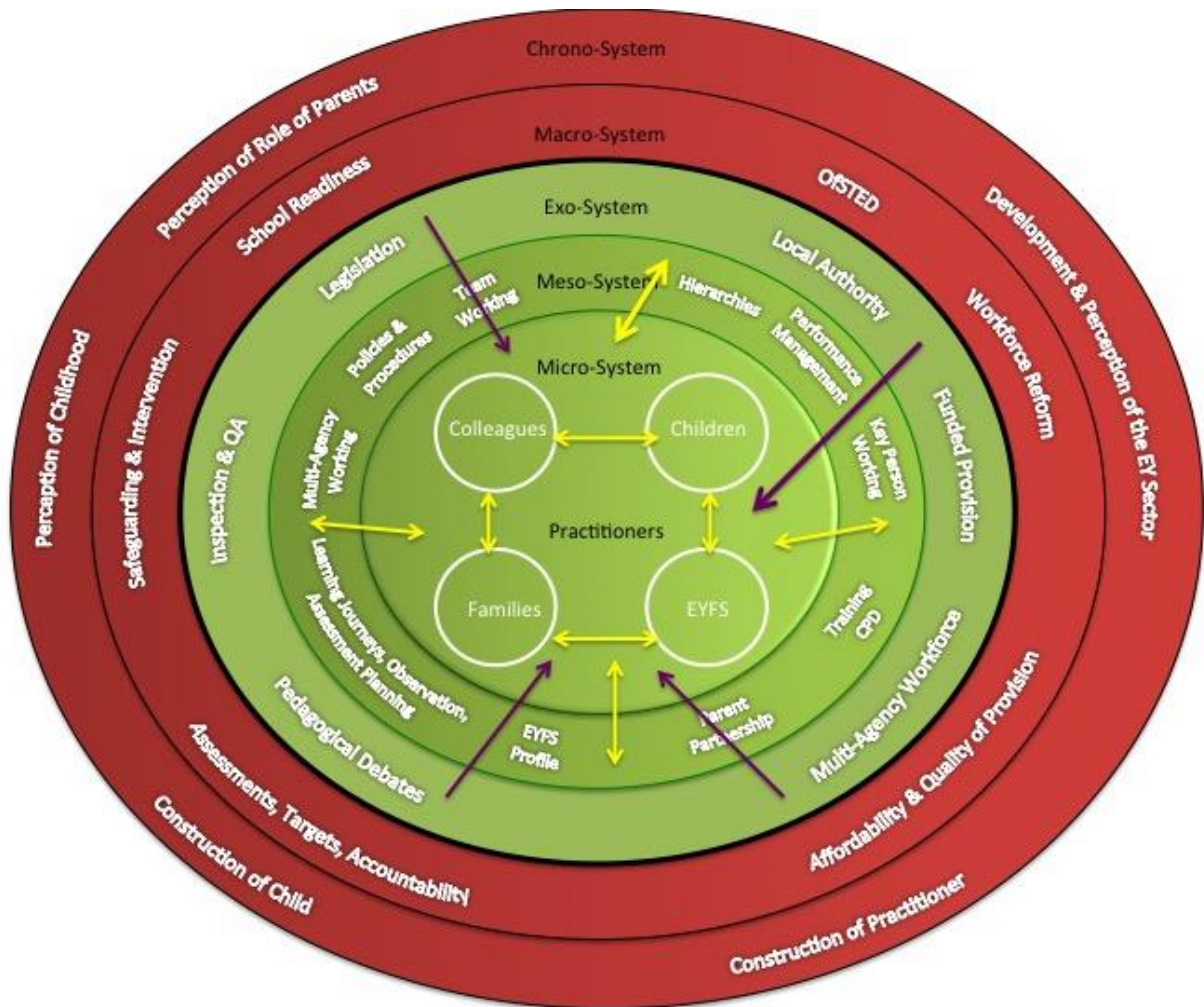 Chrono-System
Perception of Role of Parents
Development & Perception of the EY Sector
Perception of Childhood
Construction of Child
Construction of Practitioner
Macro-System
School Readiness
OfSTED
Workforce Reform
Safeguarding & Intervention
Assessments, Targets, Accountability
Affordability & Quality of Provision
Exo-System
Legislation
Local Authority
Funded Provision
Inspection & QA
Pedagogical Debates
Multi-Agency Workforce
Meso-System
Team
Working
Hierarchies
Policies &
Procedures
Performance
Management
Multi-Agency
Working
Key Person
Working
Learning Journeys, Observation,
Assessment Planning
Training
CPD
EYFS
Profile
Parent
Partnership
Micro-System
Colleagues
Children
Practitioners
Families
EYFS